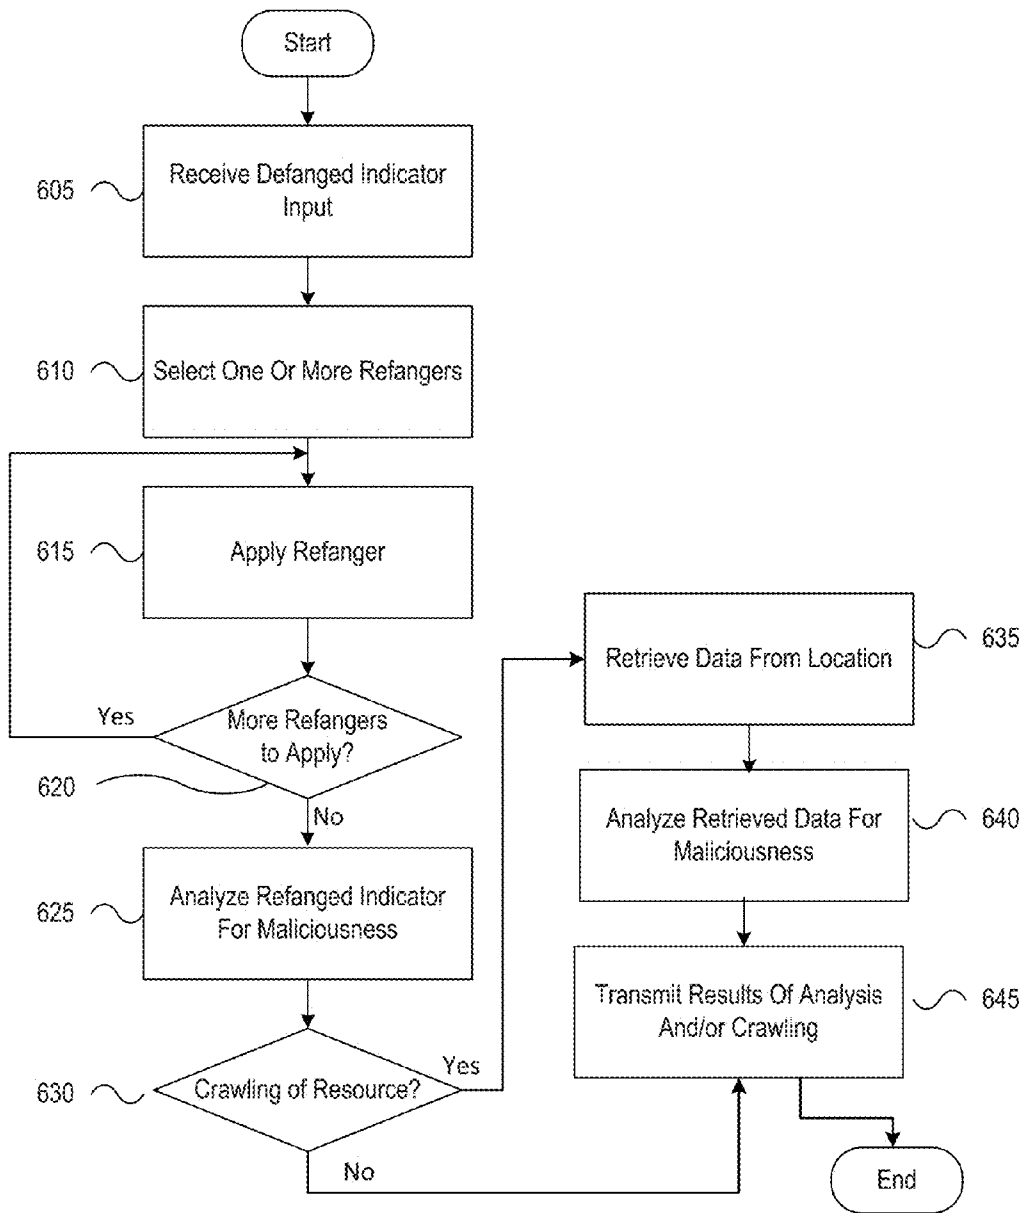 Start
605
Receive Defanged Indicator
Input
610
Select One Or More Refangers
615
Apply Refanger
Yes
More Refangers
to Apply?
620
No
625
Analyze Refanged Indicator
For Maliciousness
630
Crawling of Resource?
Yes
No
Retrieve Data From Location
635
Analyze Retrieved Data For
Maliciousness
640
Transmit Results Of Analysis
And/or Crawling
645
End